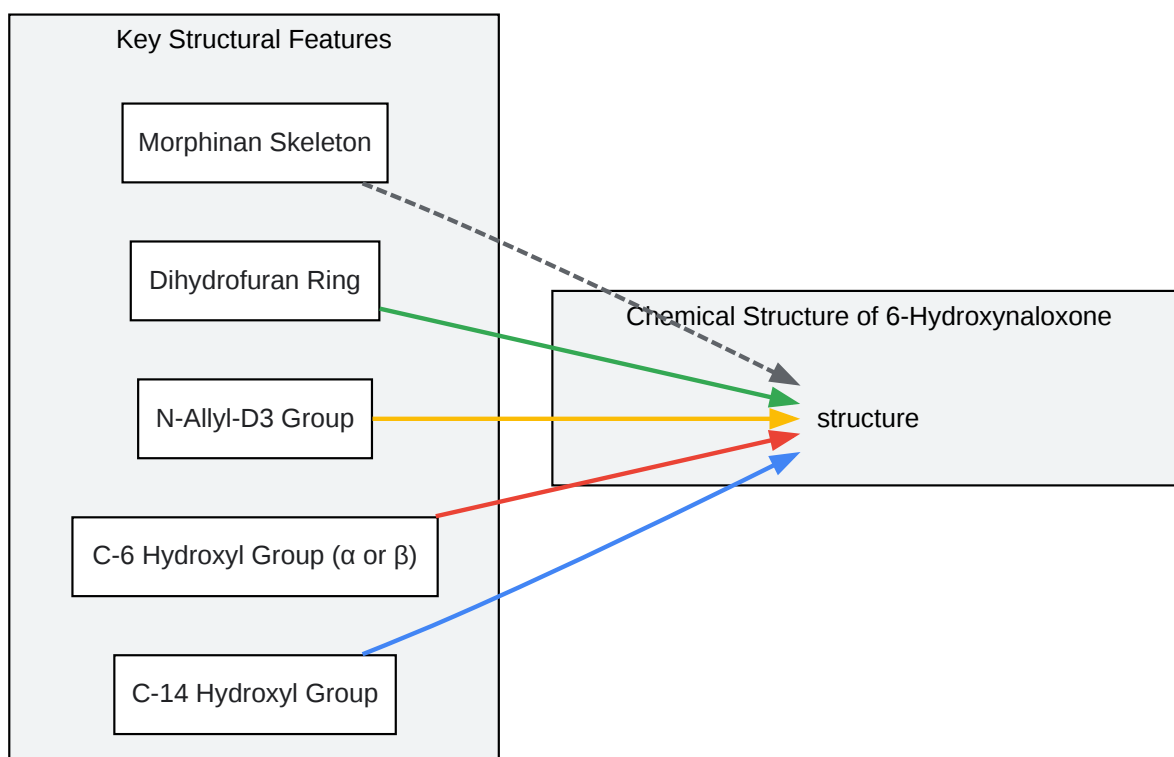 Key Structural Features
Morphinan Skeleton
Dihydrofuran Ring
N-Allyl-D3 Group
C-6 Hydroxyl Group (α or β)
C-14 Hydroxyl Group
Chemical Structure of 6-Hydroxynaloxone
structure